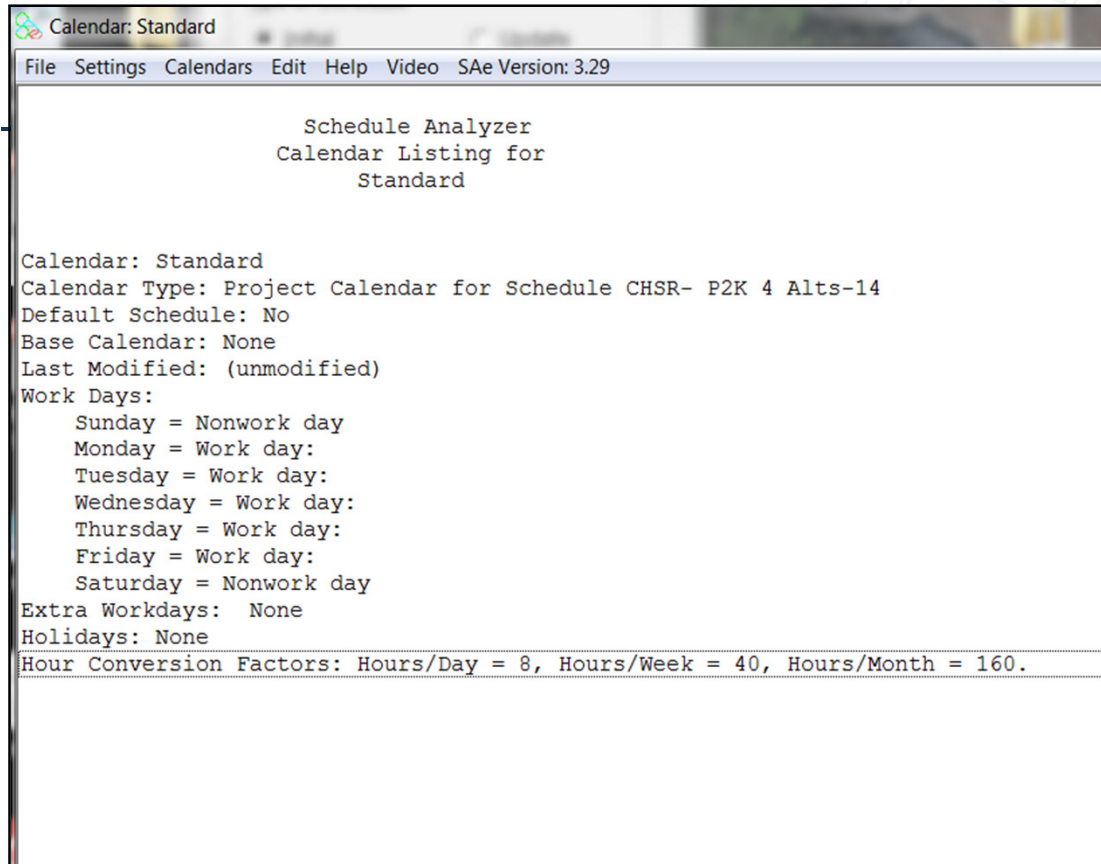 Calendar: Standard
File Settings Calendars Edit Help Video SAe Version: 3.29
Schedule Analyzer
Calendar Listing for
Standard
Calendar: Standard
Calendar Type: Project Calendar for Schedule CHSR- P2K 4 Alts-14
Default Schedule: No
Base Calendar: None
Last Modified: (unmodified)
Work Days:
Sunday = Nonwork day
Monday = Work day:
Tuesday = Work day:
Wednesday = Work day:
Thursday = Work day:
Friday = Work day:
Saturday = Nonwork day
Extra Workdays: None
Holidays: None
Hour Conversion Factors: Hours/Day = 8, Hours/Week = 40, Hours/Month = 160.